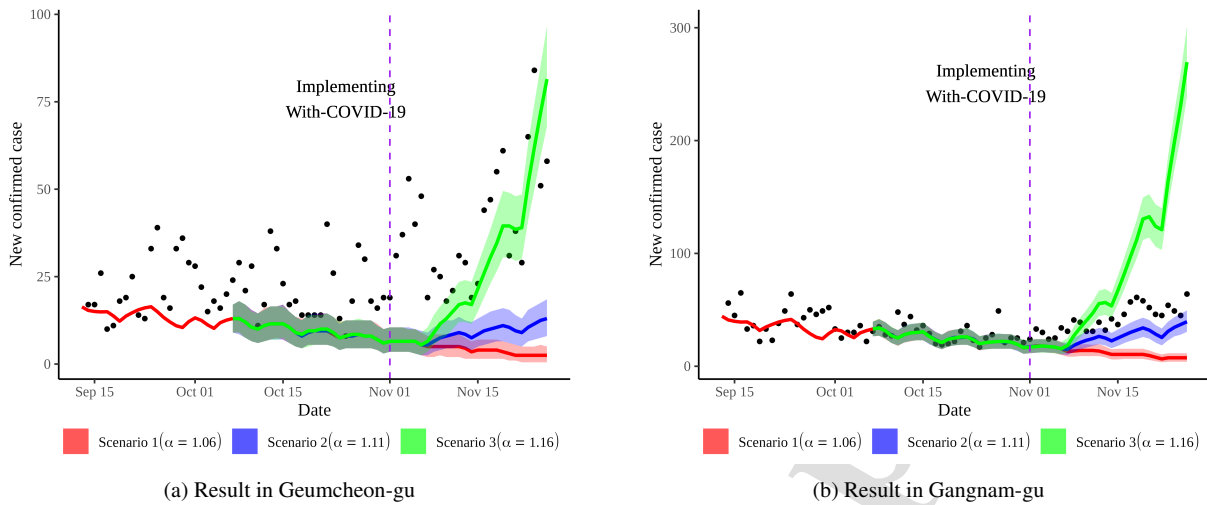 100
75
50
25
0
New confirmed case
Implementing
With-COVID-19
Sep 15
Oct 01
Oct 15
Nov 01
Nov 15
Date
Scenario 1(α = 1.06)
Scenario 2(α = 1.11)
Scenario 3(α = 1.16)
(a) Result in Geumcheon-gu
300
200
100
0
New confirmed case
Implementing
With-COVID-19
Sep 15
Oct 01
Oct 15
Nov 01
Nov 15
Date
Scenario 1(α = 1.06)
Scenario 2(α = 1.11)
Scenario 3(α = 1.16)
(b) Result in Gangnam-gu